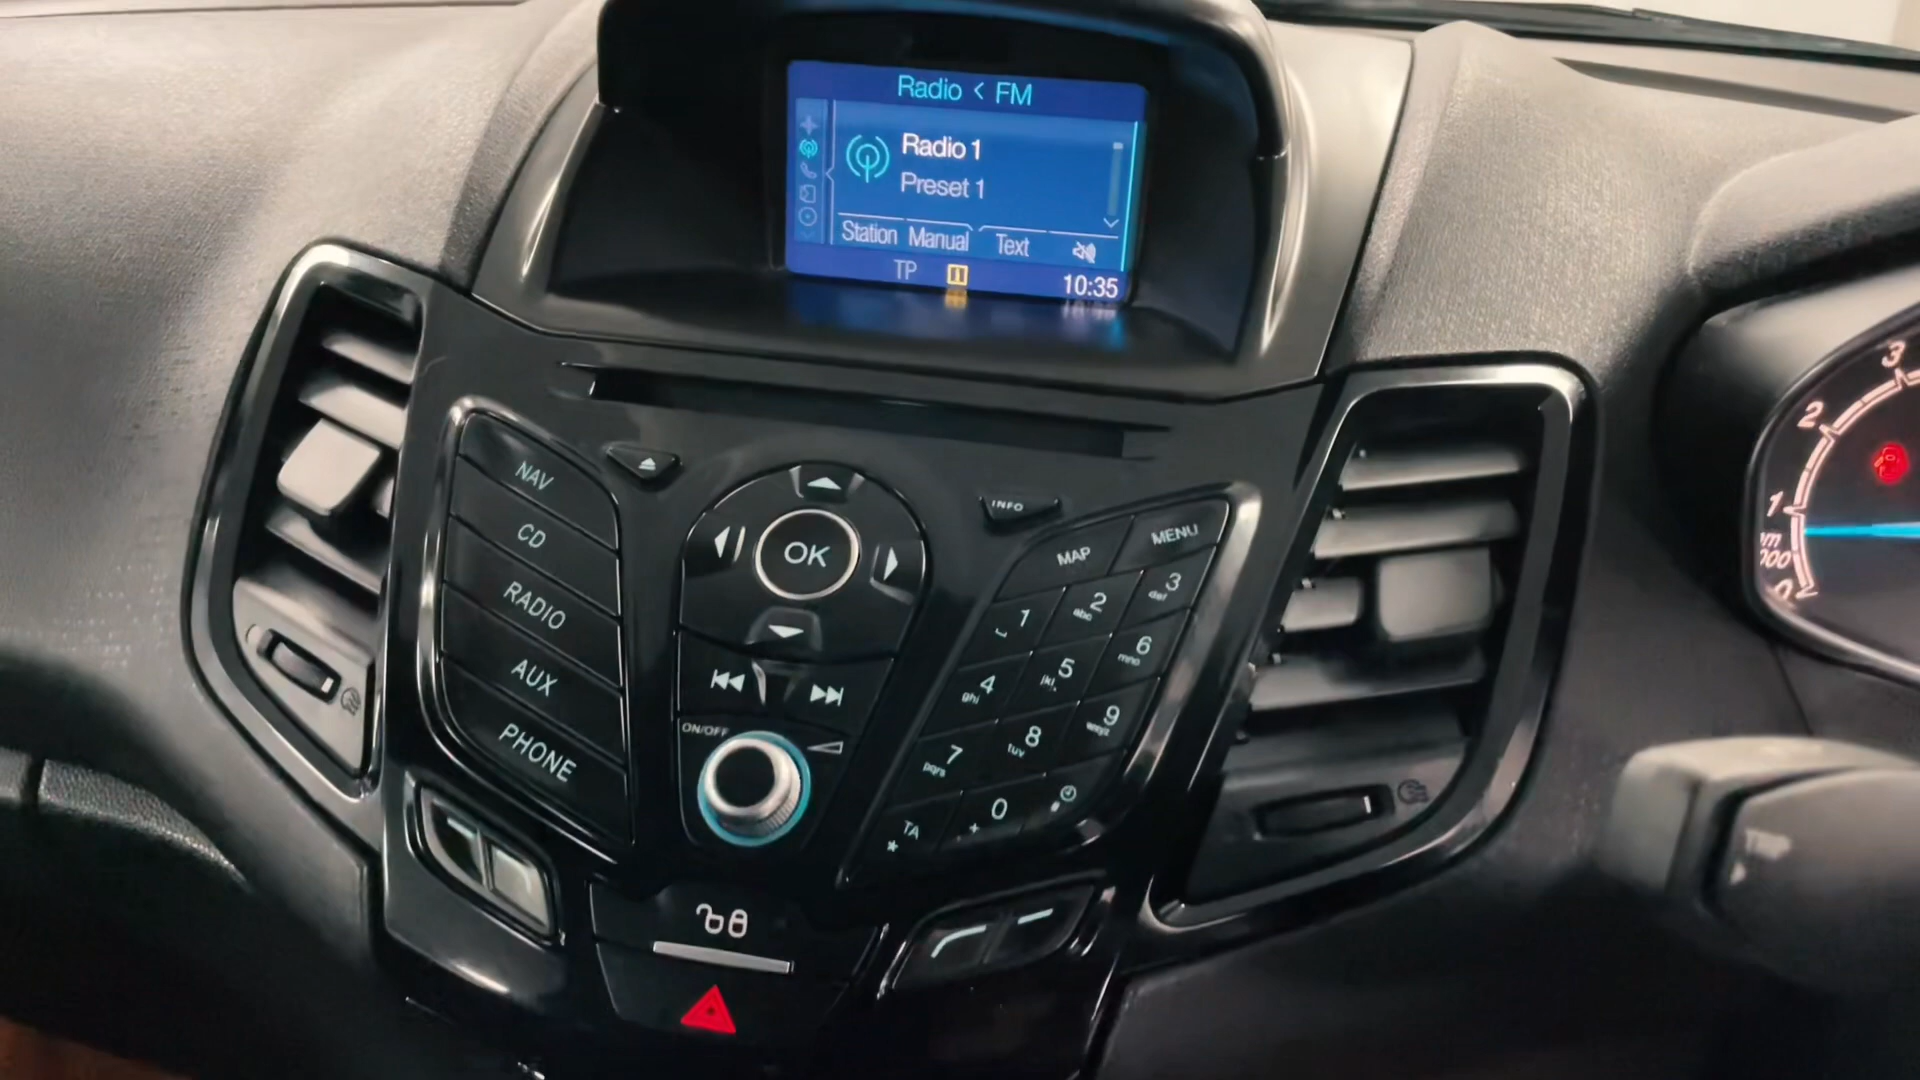 Radio < FM
Radio 1
Preset 1
Station Manual Text
TP
10:35
NAV
CD
RADIO
AUX
PHONE
OK
ON/OFF
INFO
MAP MENU
1 2 abc 3 def
4 ghi 5 jkl 6 mno
7 pqrs 8 tuv 9 wxyz
TA * 0 + #
3
2
1
0